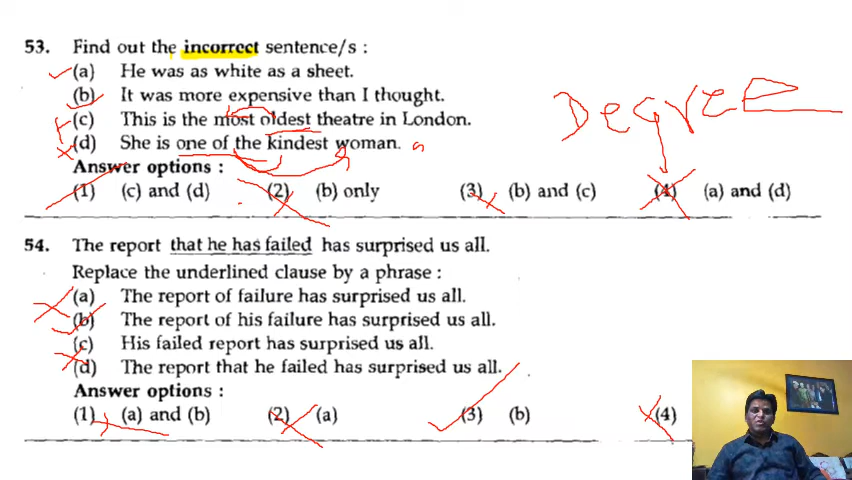 53. Find out the incorrect sentence/s :
(a) He was as white as a sheet.
(b) It was more expensive than I thought.
(c) This is the most oldest theatre in London.
(d) She is one of the kindest woman.
Answer options :
(1) (c) and (d) (2) (b) only (3) (b) and (c) (4) (a) and (d)
DeGrEE
54. The report that he has failed has surprised us all.
Replace the underlined clause by a phrase :
(a) The report of failure has surprised us all.
(b) The report of his failure has surprised us all.
(c) His failed report has surprised us all.
(d) The report that he failed has surprised us all.
Answer options :
(1) (a) and (b) (2) (a) (3) (b) (4)